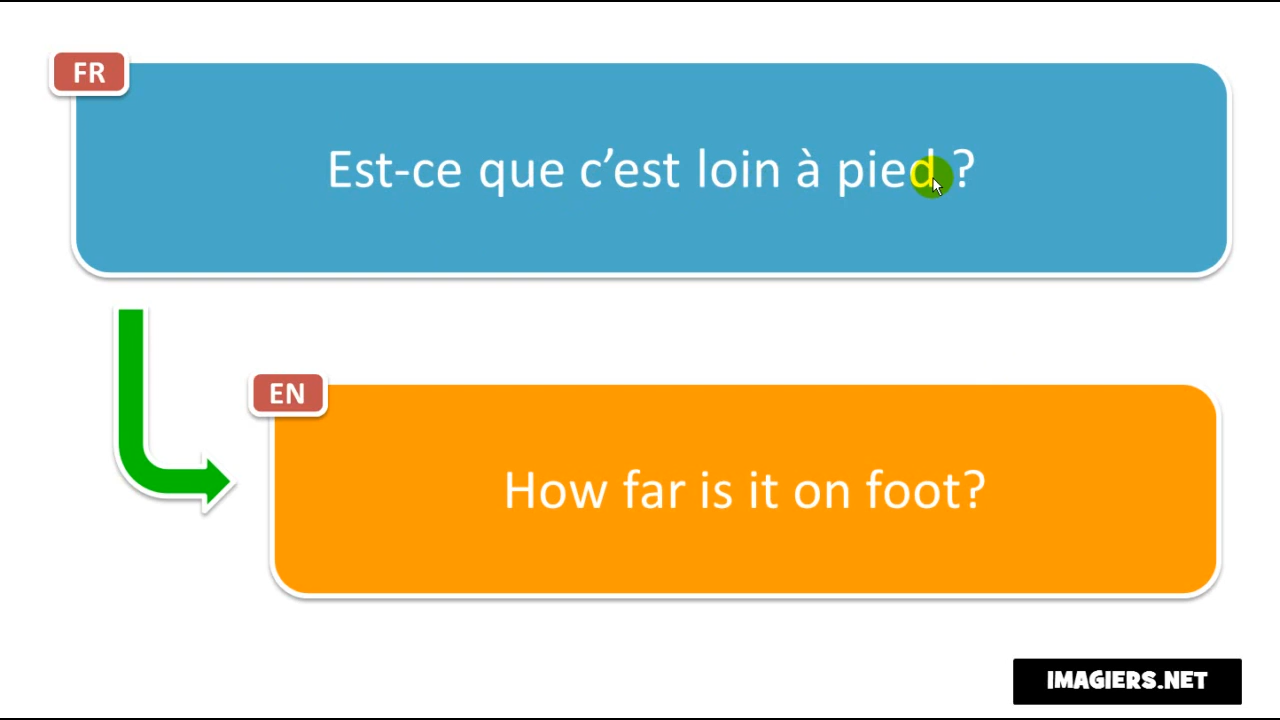 FR
Est-ce que c’est loin à pied ?
EN
How far is it on foot?
IMAGIERS.NET